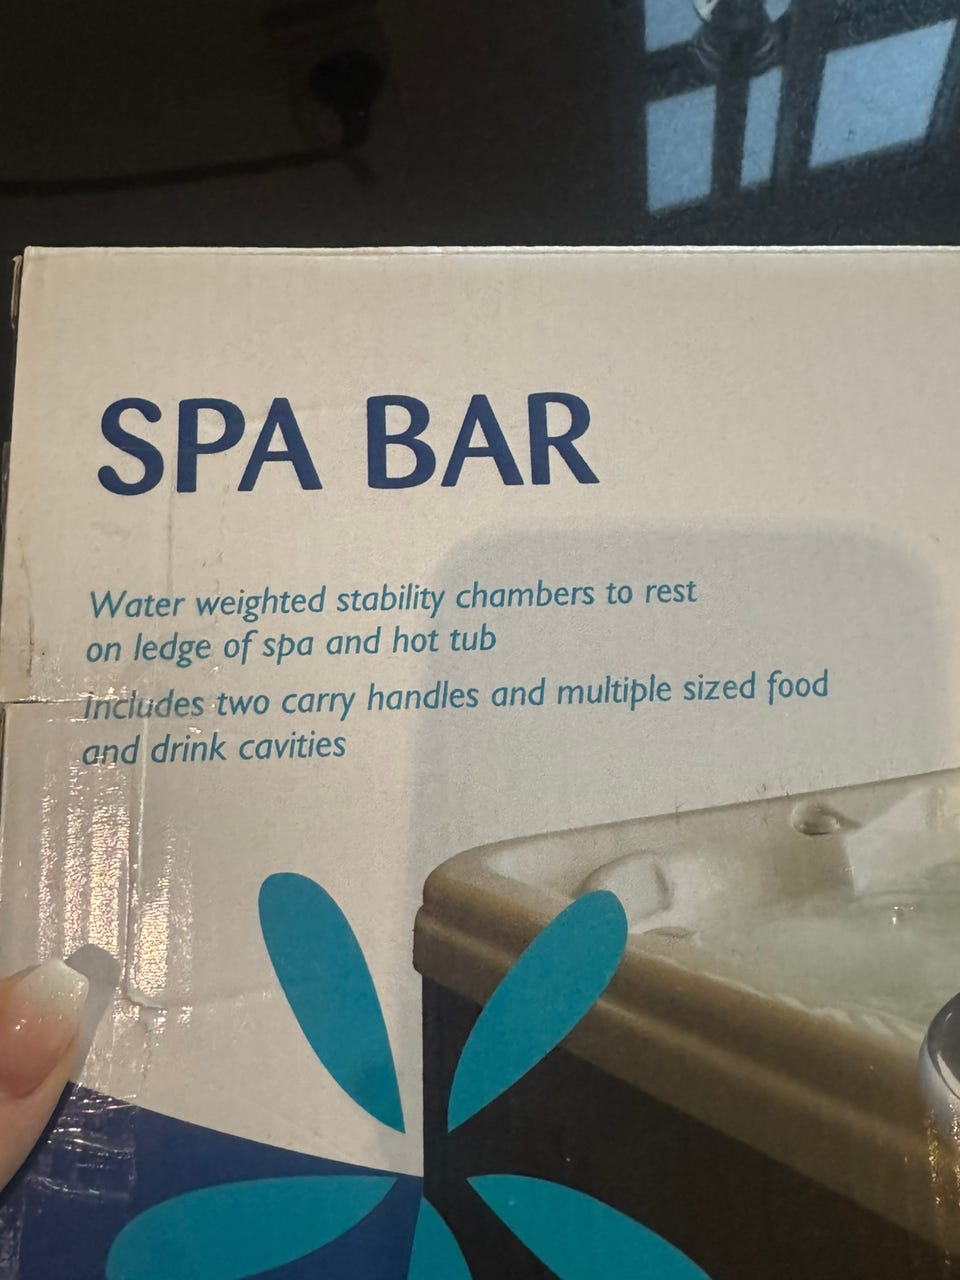 SPA BAR
Water weighted stability chambers to rest
on ledge of spa and hot tub
Includes two carry handles and multiple sized food
and drink cavities